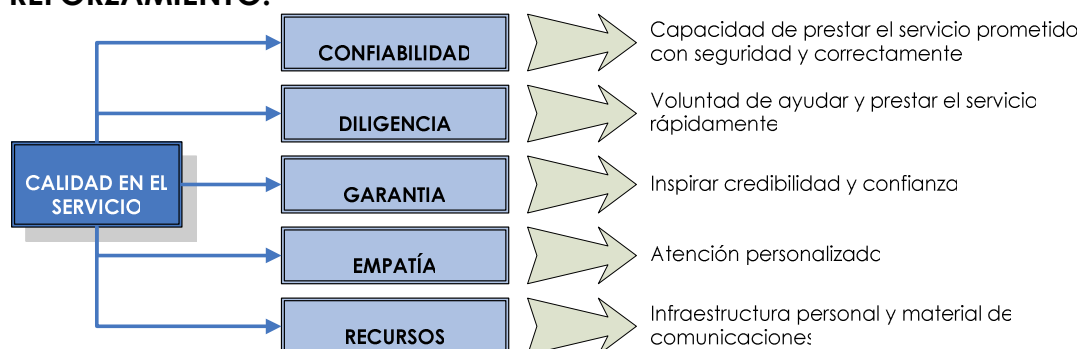 REFORZAMIENTO:
CONFIABILIDAD
Capacidad de prestar el servicio prometido
con seguridad y correctamente
DILIGENCIA
Voluntad de ayudar y prestar el servicio
rápidamente
CALIDAD EN EL
SERVICIO
GARANTIA
Inspirar credibilidad y confianza
EMPATÍA
Atención personalizada
RECURSOS
Infraestructura personal y material de
comunicaciones